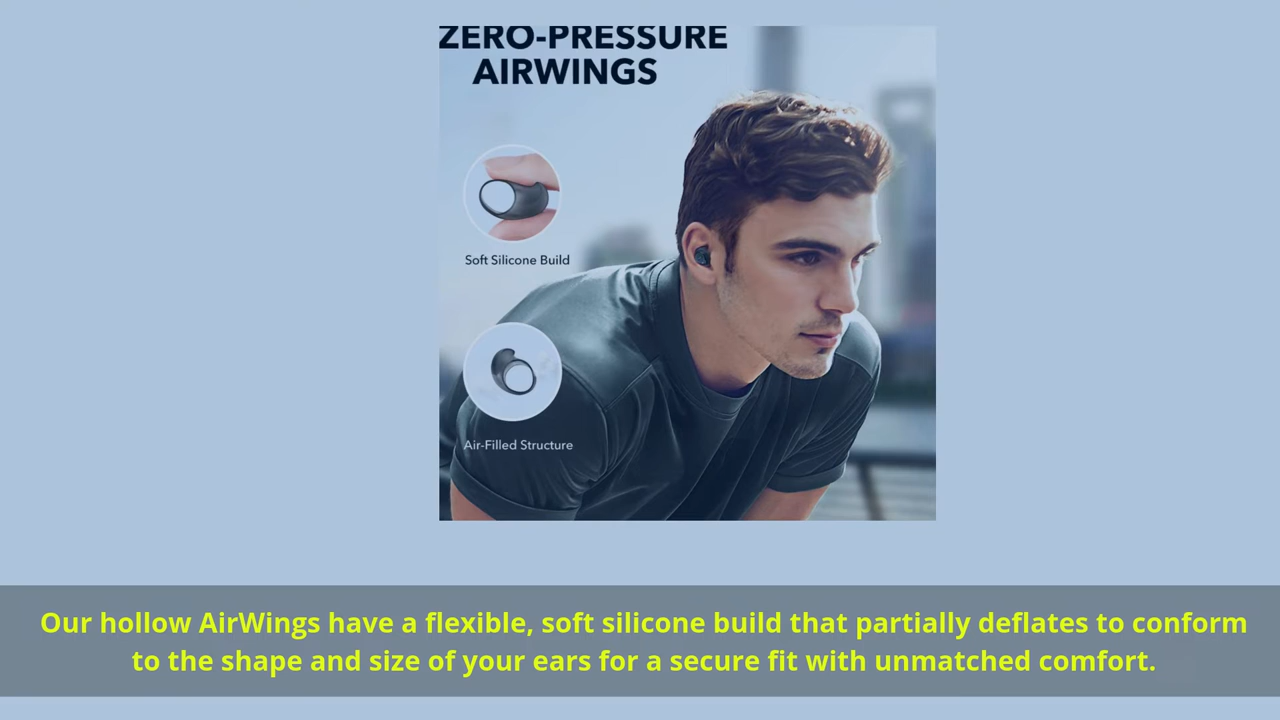 ZERO-PRESSURE
AIRWINGS
Soft Silicone Build
Air-Filled Structure
Our hollow AirWings have a flexible, soft silicone build that partially deflates to conform
to the shape and size of your ears for a secure fit with unmatched comfort.